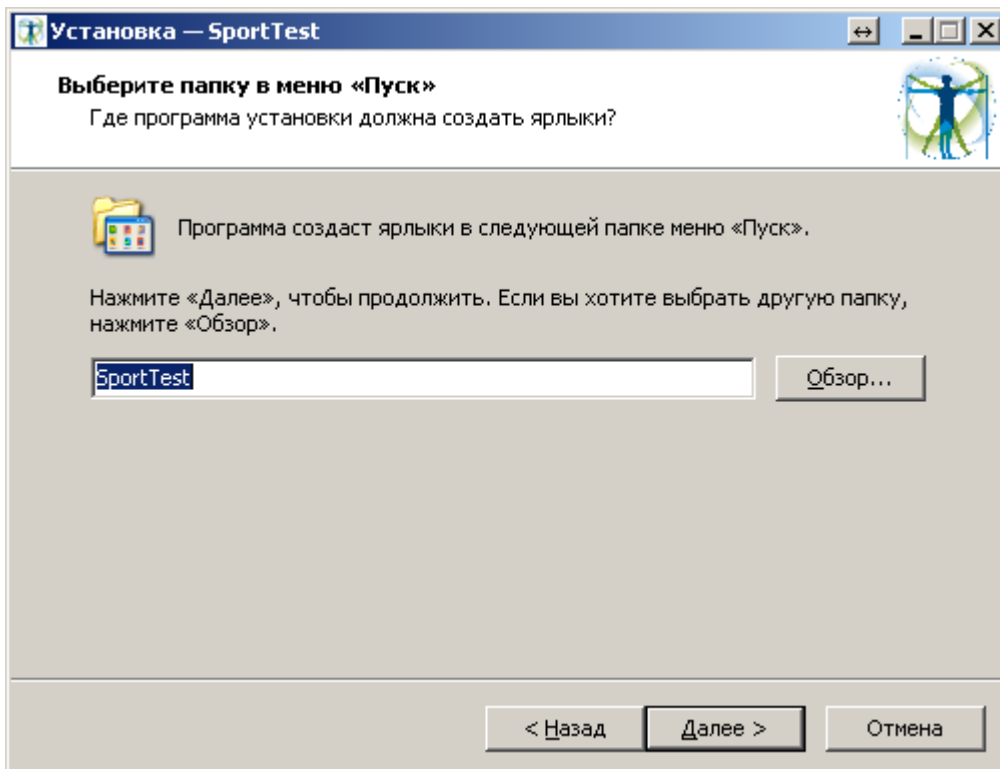 Установка — SportTest
Выберите папку в меню «Пуск»
Где программа установки должна создать ярлыки?
Программа создаст ярлыки в следующей папке меню «Пуск».
Нажмите «Далее», чтобы продолжить. Если вы хотите выбрать другую папку,
нажмите «Обзор».
SportTest
Обзор...
< Назад
Далее >
Отмена